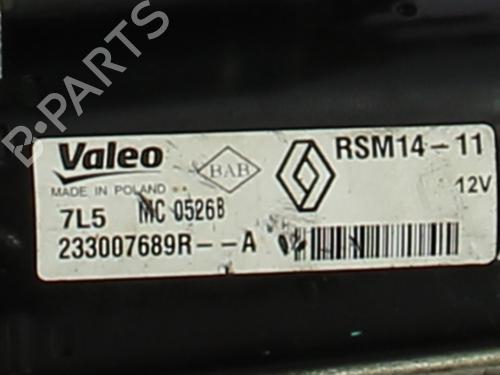 B-PARTS
Valeo
BAB
RSM14-11
MADE IN POLAND
12V
7L5 MC 0526B
233007689R--A